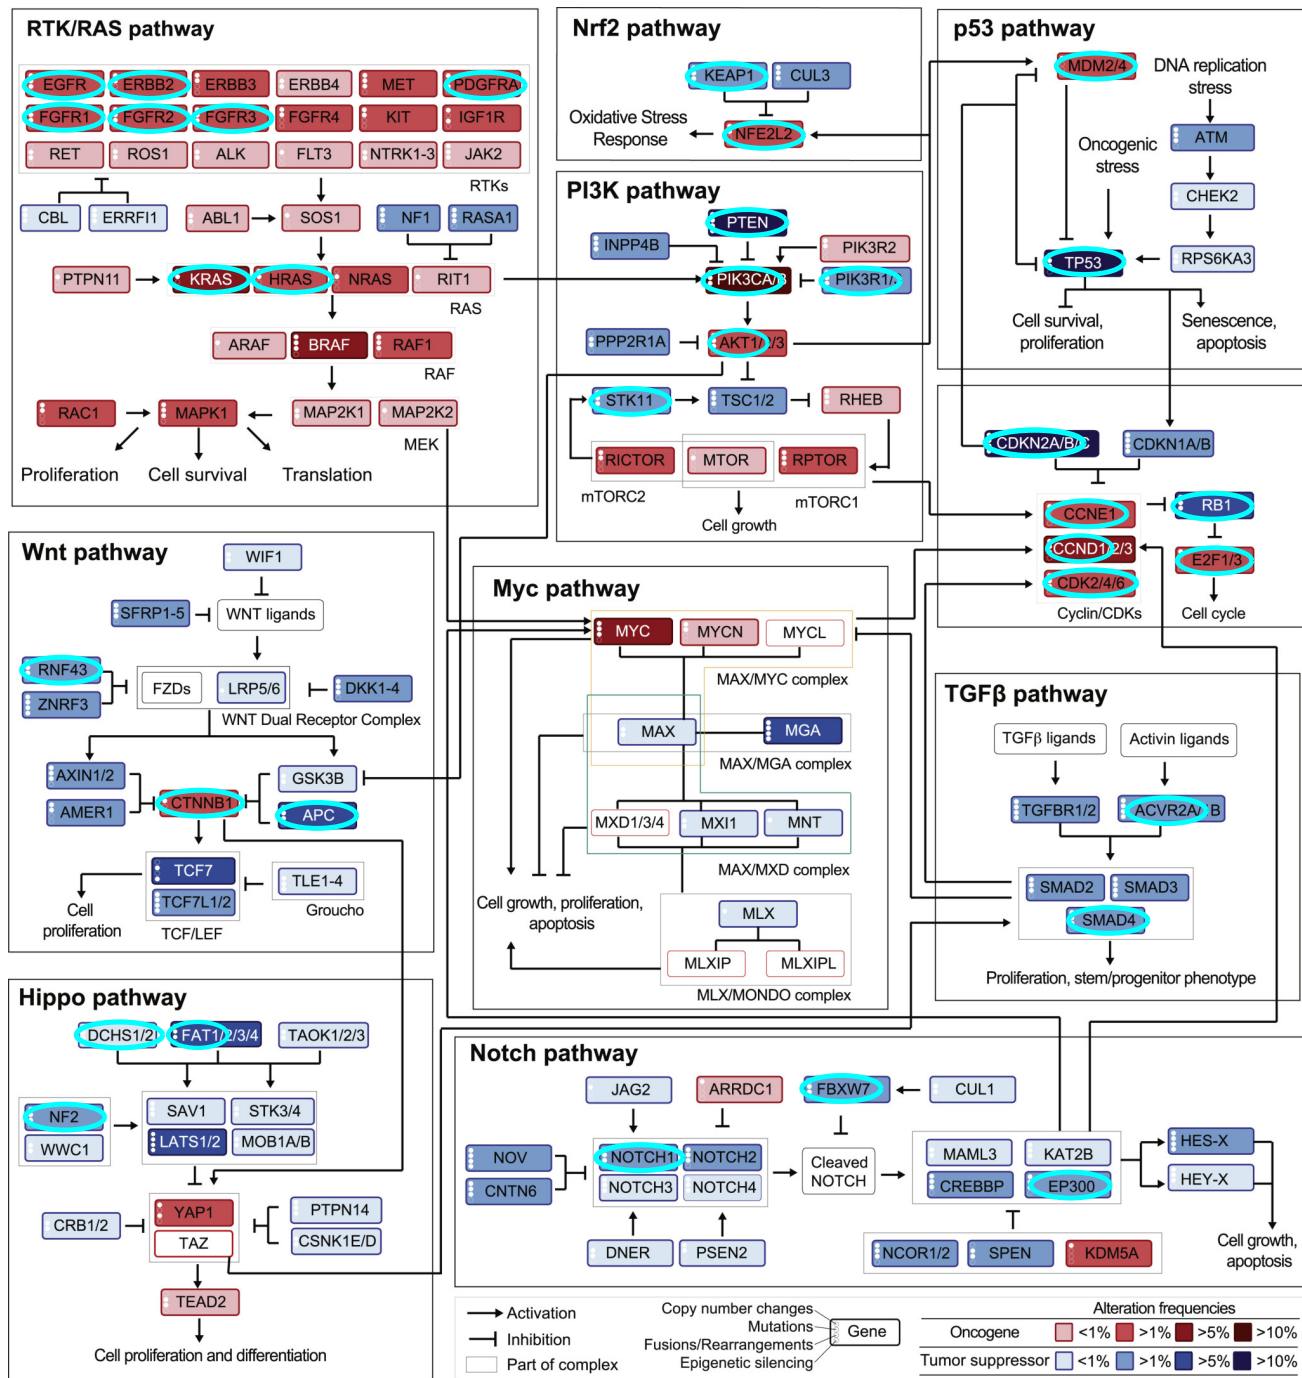 RTK/RAS pathway
EGFR ERBB2 ERBB3 ERBB4 MET PDGFRA
FGFR1 FGFR2 FGFR3 FGFR4 KIT IGF1R
RET ROS1 ALK FLT3 NTRK1-3 JAK2
RTKs
CBL ERRFI1 ABL1 SOS1 NF1 RASA1
PTPN11 KRAS HRAS NRAS RIT1
RAS
ARAF BRAF RAF1
RAF
RAC1 MAPK1 MAP2K1 MAP2K2
MEK
Proliferation Cell survival Translation
Nrf2 pathway
KEAP1 CUL3
Oxidative Stress
Response
NFE2L2
PI3K pathway
PTEN
INPP4B PIK3R2
PIK3CA/B PIK3R1/
PPP2R1A AKT1/2/3
STK11 TSC1/2 RHEB
RICTOR MTOR RPTOR
mTORC2 mTORC1
Cell growth
p53 pathway
MDM2/4
DNA replication
stress
ATM
Oncogenic
stress
CHEK2
TP53 RPS6KA3
Cell survival,
proliferation
Senescence,
apoptosis
CDKN2A/B/C CDKN1A/B
CCNE1 RB1
CCND1/2/3
E2F1/3
CDK2/4/6
Cyclin/CDKs Cell cycle
Wnt pathway
WIF1
SFRP1-5 WNT ligands
RNF43
FZDs LRP5/6 DKK1-4
ZNRF3
WNT Dual Receptor Complex
AXIN1/2 GSK3B
CTNNB1
AMER1 APC
TCF7
TCF7L1/2 TLE1-4
Groucho
Cell
proliferation
TCF/LEF
Myc pathway
MYC MYCN MYCL
MAX/MYC complex
MAX MGA
MAX/MGA complex
MXD1/3/4 MXI1 MNT
MAX/MXD complex
Cell growth, proliferation,
apoptosis
MLX
MLXIP MLXIPL
MLX/MONDO complex
TGFβ pathway
TGFβ ligands Activin ligands
TGFBR1/2 ACVR2A/1B
SMAD2 SMAD3
SMAD4
Proliferation, stem/progenitor phenotype
Hippo pathway
DCHS1/2 FAT1/2/3/4 TAOK1/2/3
NF2 SAV1 STK3/4
WWC1 LATS1/2 MOB1A/B
YAP1 PTPN14
CRB1/2
TAZ CSNK1E/D
TEAD2
Cell proliferation and differentiation
Notch pathway
JAG2 ARRDC1 FBXW7 CUL1
NOV NOTCH1 NOTCH2 Cleaved
NOTCH
CNTN6 NOTCH3 NOTCH4
MAML3 KAT2B HES-X
CREBBP EP300 HEY-X
DNER PSEN2
NCOR1/2 SPEN KDM5A
Cell growth,
apoptosis
Activation
Inhibition
Part of complex
Copy number changes
Mutations
Fusions/Rearrangements
Epigenetic silencing
Gene
Alteration frequencies
Oncogene <1% >1% >5% >10%
Tumor suppressor <1% >1% >5% >10%